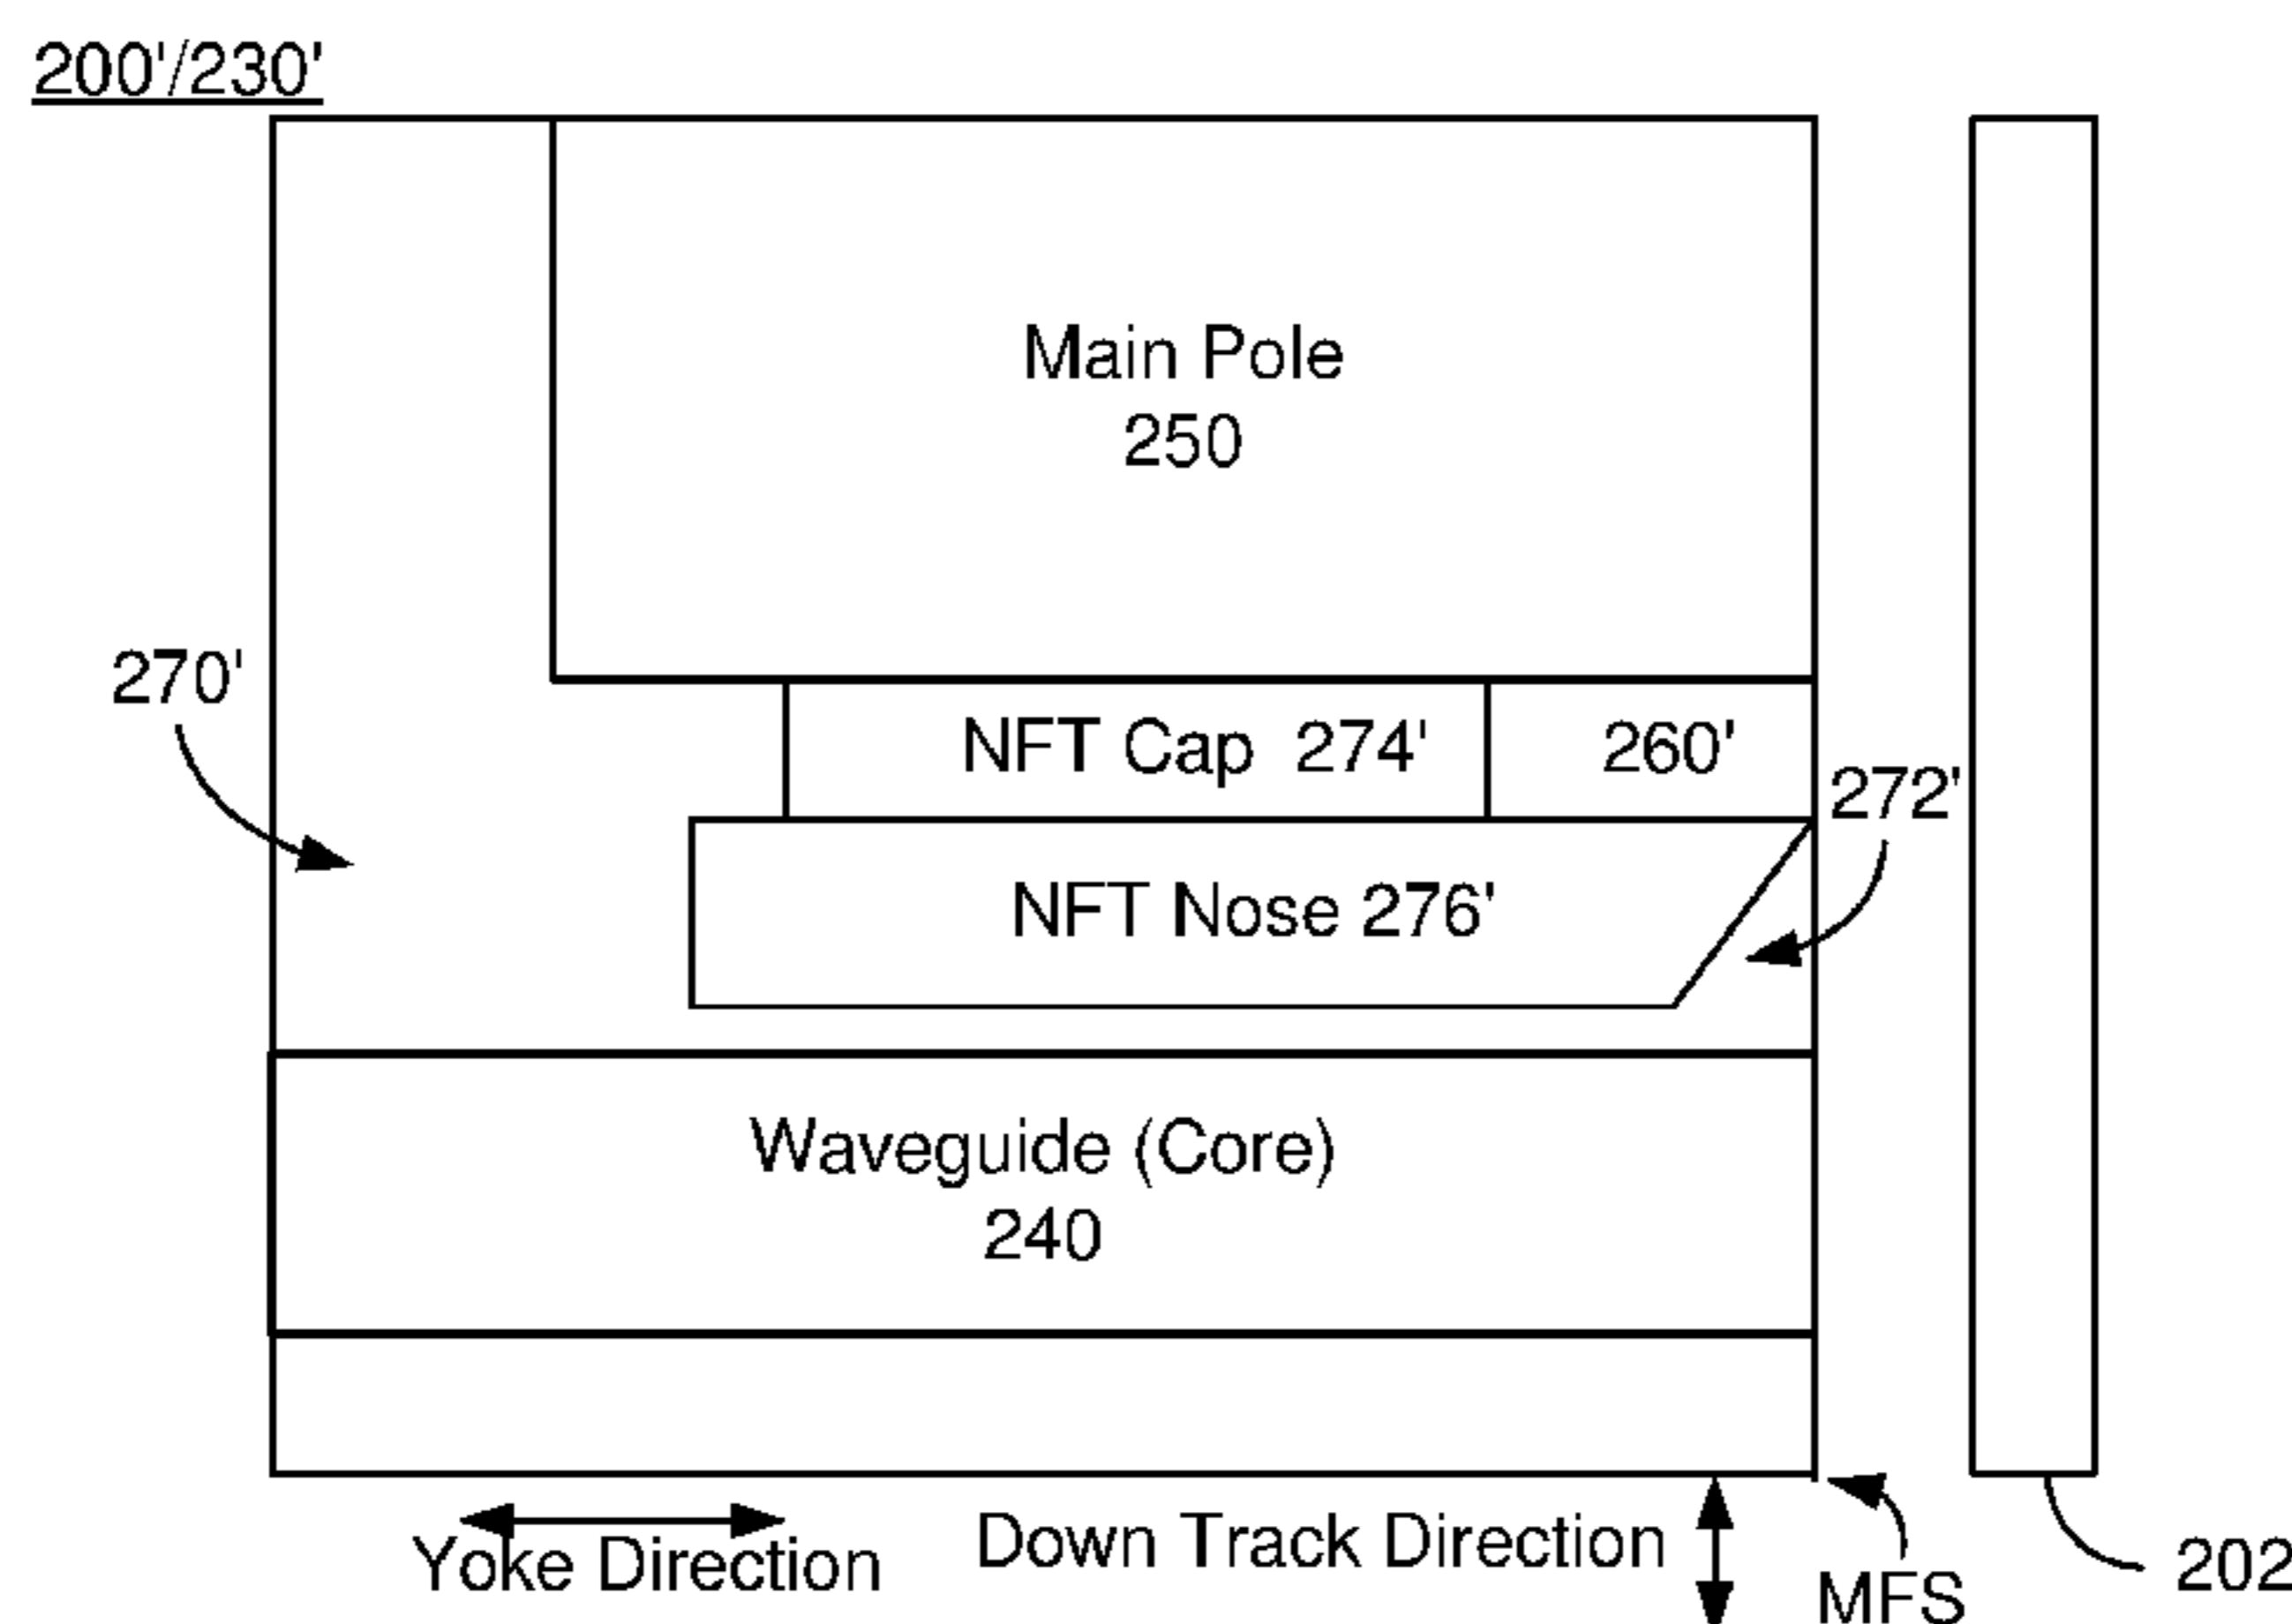 200'/230'
Main Pole
250
270'
NFT Cap 274'
260'
272'
NFT Nose 276'
Waveguide (Core)
240
Yoke Direction
Down Track Direction
MFS
202